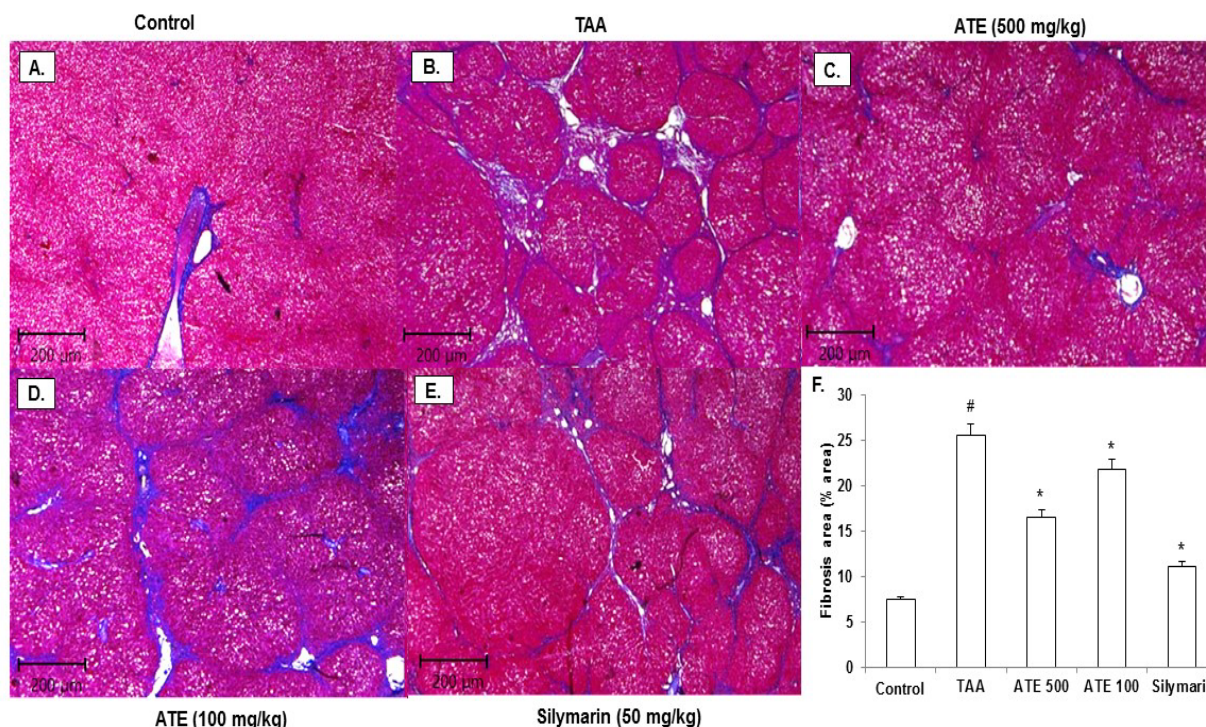 Control
TAA
ATE (500 mg/kg)
A.
B.
C.
200 µm
200 µm
200 µm
D.
E.
F.
200 µm
200 µm
ATE (100 mg/kg)
Silymarin (50 mg/kg)
Fibrosis area (% area)
30
25
20
15
10
5
0
#
*
*
*
Control
TAA
ATE 500
ATE 100
Silymarin